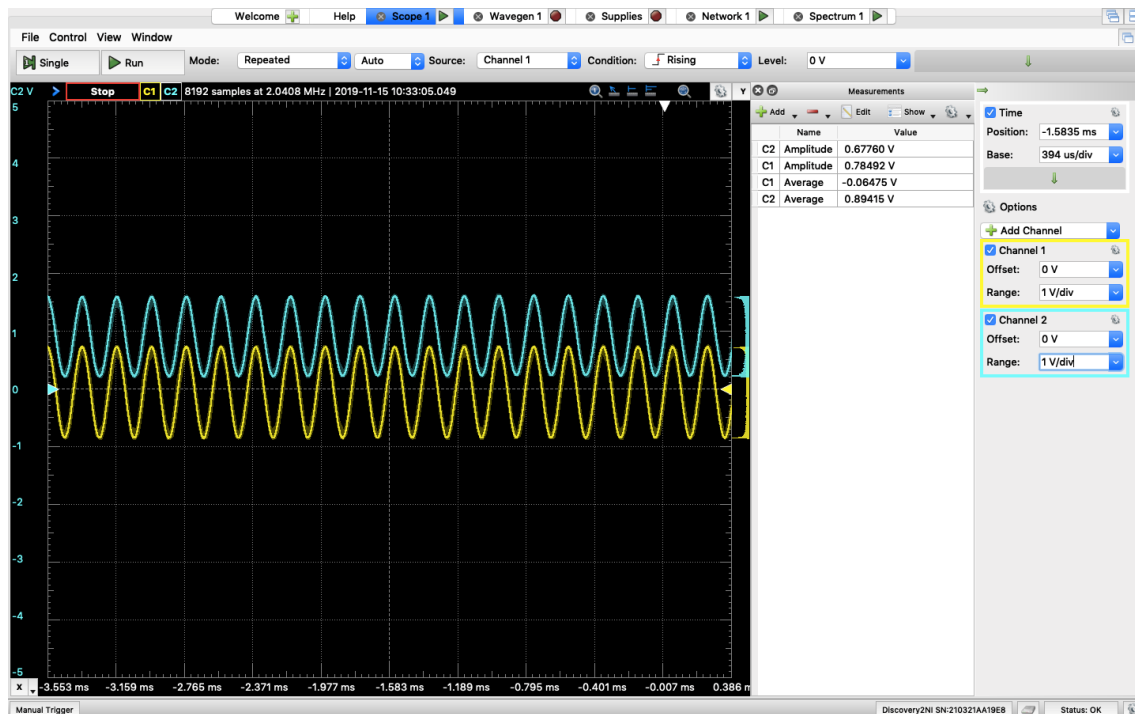 Welcome Help Scope 1 Wavegen 1 Supplies Network 1 Spectrum 1
File Control View Window
Single Run Mode: Repeated Auto Source: Channel 1 Condition: Rising Level: 0 V
C2 V Stop C1 C2 8192 samples at 2.0408 MHz | 2019-11-15 10:33:05.049 Y
5
4
3
2
1
0
-1
-2
-3
-4
-5
X -3.553 ms -3.159 ms -2.765 ms -2.371 ms -1.977 ms -1.583 ms -1.189 ms -0.795 ms -0.401 ms -0.007 ms 0.386 m
Measurements
Add Edit Show
Name Value
C2 Amplitude 0.67760 V
C1 Amplitude 0.78492 V
C1 Average -0.06475 V
C2 Average 0.89415 V
Time
Position: -1.5835 ms
Base: 394 us/div
Options
Add Channel
Channel 1
Offset: 0 V
Range: 1 V/div
Channel 2
Offset: 0 V
Range: 1 V/div
Manual Trigger Discovery2NI SN:210321AA19E8 Status: OK